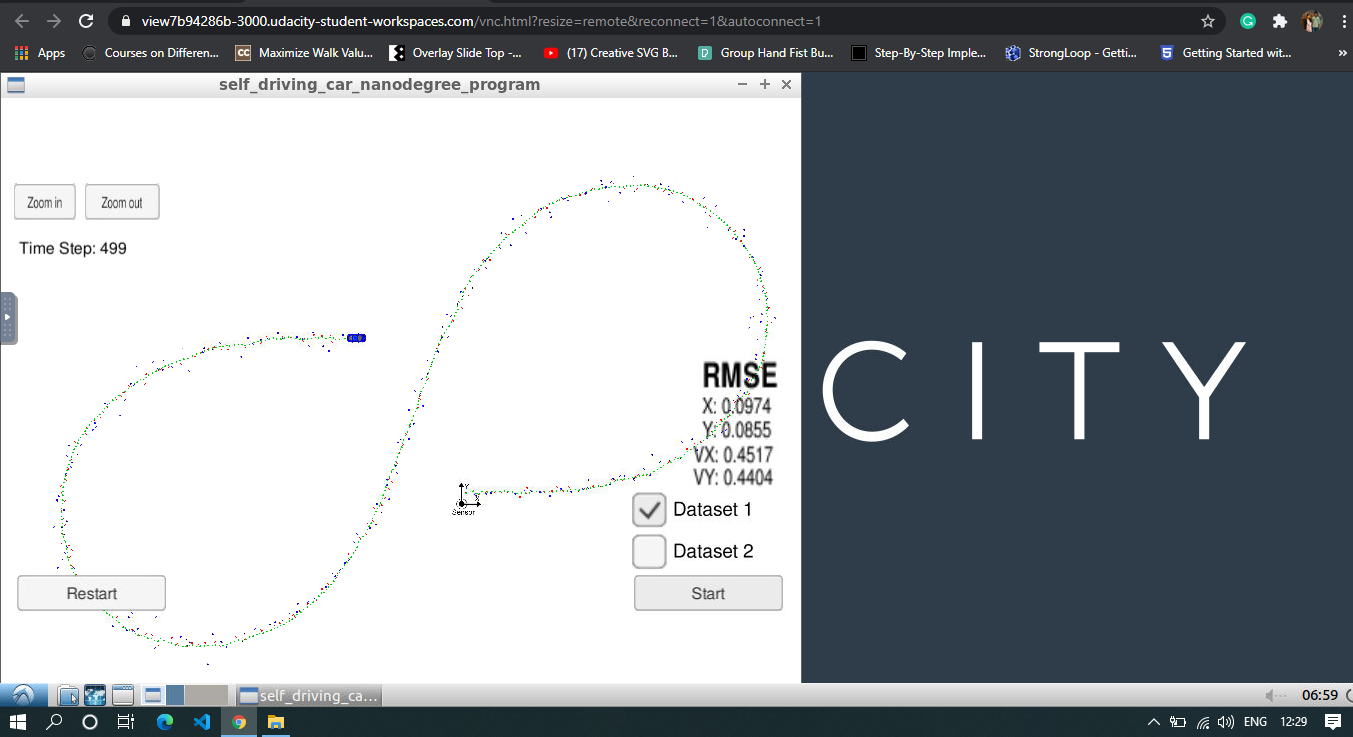 view7b94286b-3000.udacity-student-workspaces.com/vnc.html?resize=remote&reconnect=1&autoconnect=1
Apps Courses on Differen... CC Maximize Walk Valu... Overlay Slide Top -... (17) Creative SVG B... Group Hand Fist Bu... Step-By-Step Imple... StrongLoop - Getti... Getting Started wit... »
self_driving_car_nanodegree_program
Zoom in Zoom out
Time Step: 499
CITY
RMSE
X: 0.0974
Y: 0.0855
VX: 0.4517
VY: 0.4404
Y
X
Sensor
Dataset 1
Dataset 2
Restart Start
self_driving_ca... 06:59
ENG 12:29